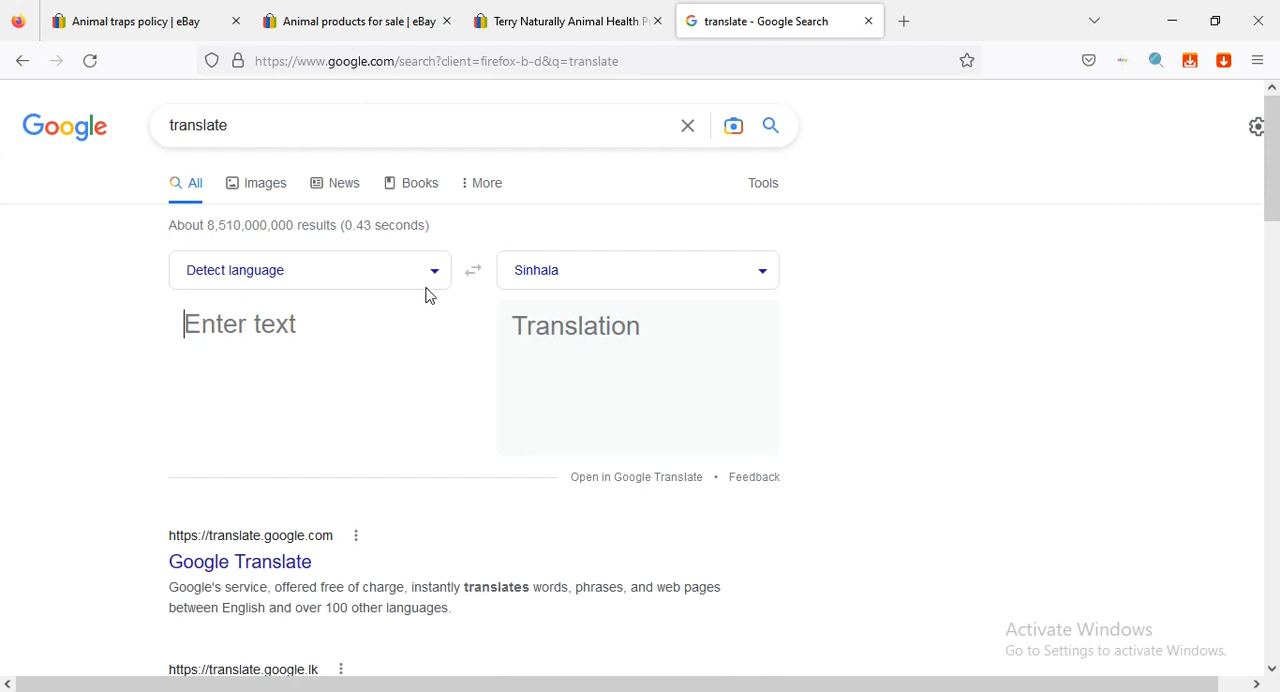 Animal traps policy | eBay
Animal products for sale | eBay
Terry Naturally Animal Health P
translate - Google Search
https://www.google.com/search?client=firefox-b-d&q=translate
Google
translate
All
Images
News
Books
More
Tools
About 8,510,000,000 results (0.43 seconds)
Detect language
Sinhala
Enter text
Translation
Open in Google Translate • Feedback
https://translate.google.com
Google Translate
Google's service, offered free of charge, instantly translates words, phrases, and web pages
between English and over 100 other languages.
Activate Windows
Go to Settings to activate Windows.
https://translate.google.lk